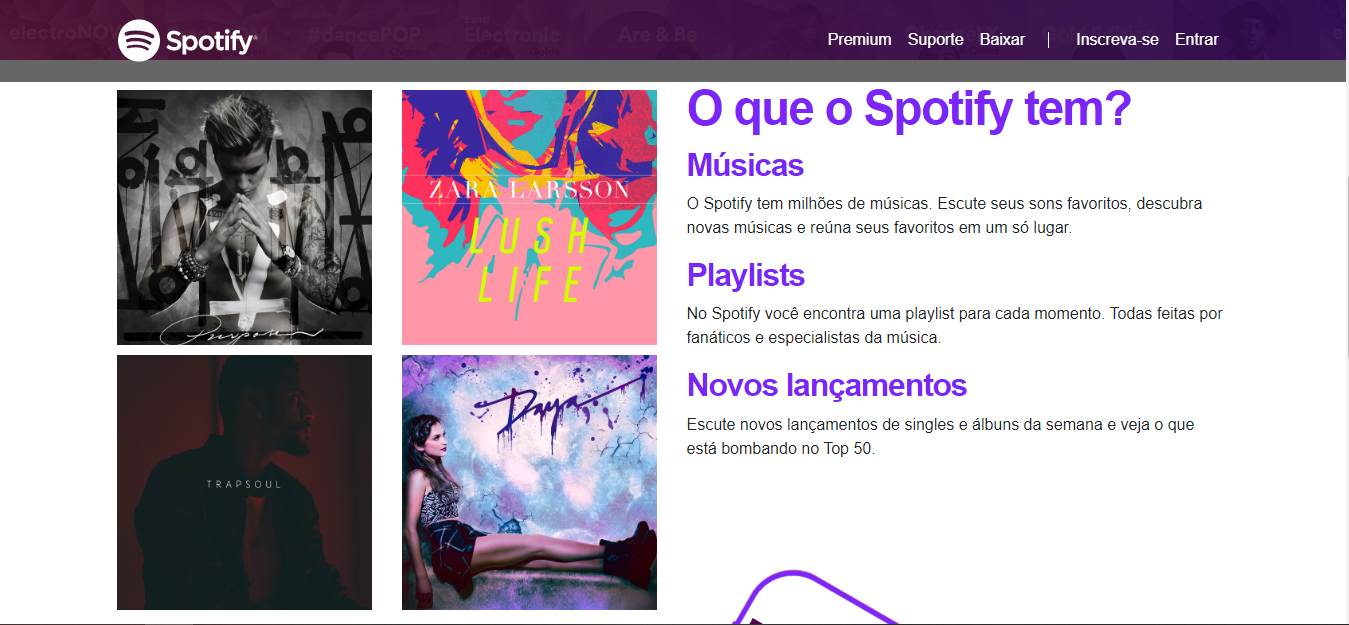 electroNOW
#dancePOP
Electronic
Are & Be
Spotify
Premium Suporte Baixar | Inscreva-se Entrar
Purpose
ZARA LARSSON
LUSH
LIFE
TRAPSOUL
Daya
O que o Spotify tem?
Músicas
O Spotify tem milhões de músicas. Escute seus sons favoritos, descubra
novas músicas e reúna seus favoritos em um só lugar.
Playlists
No Spotify você encontra uma playlist para cada momento. Todas feitas por
fanáticos e especialistas da música.
Novos lançamentos
Escute novos lançamentos de singles e álbuns da semana e veja o que
está bombando no Top 50.